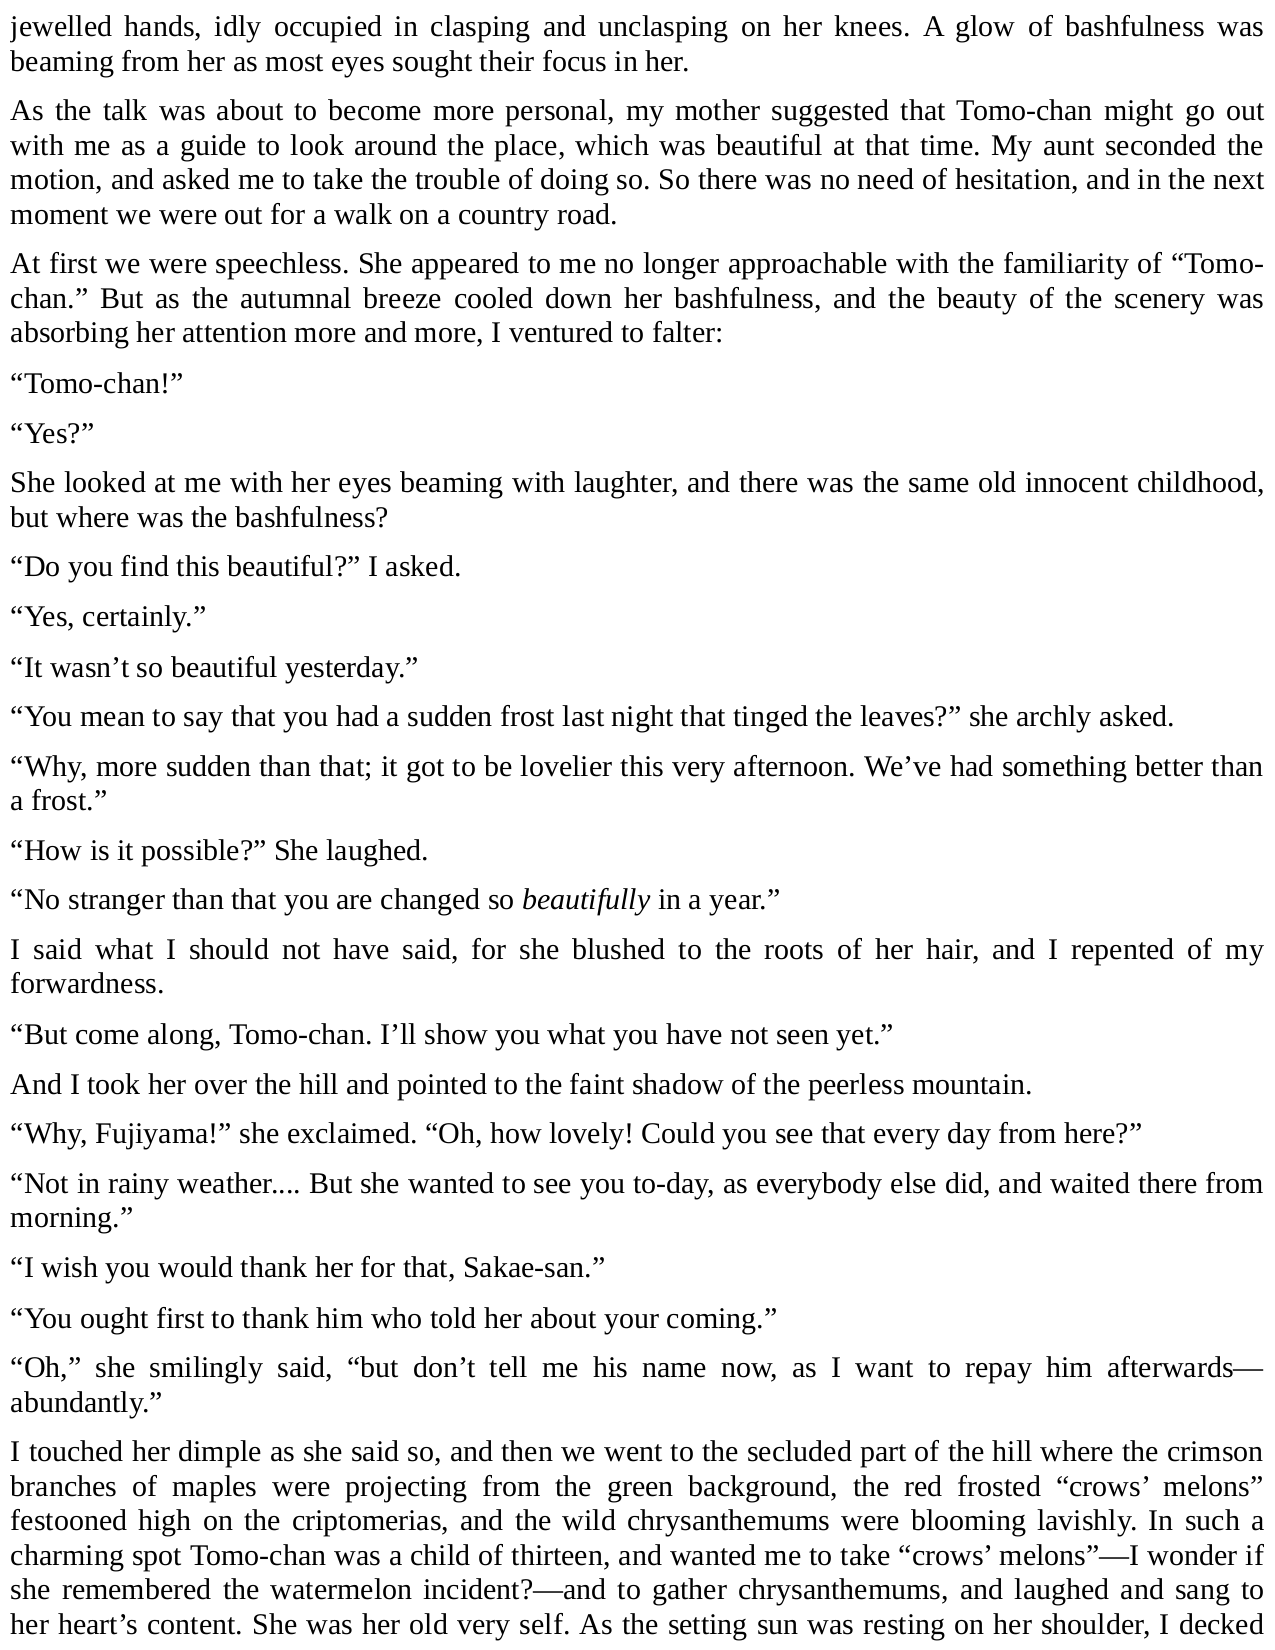 jewelled hands, idly occupied in clasping and unclasping on her knees. A glow of bashfulness was
beaming from her as most eyes sought their focus in her.
As the talk was about to become more personal, my mother suggested that Tomo-chan might go out
with me as a guide to look around the place, which was beautiful at that time. My aunt seconded the
motion, and asked me to take the trouble of doing so. So there was no need of hesitation, and in the next
moment we were out for a walk on a country road.
At first we were speechless. She appeared to me no longer approachable with the familiarity of “Tomo-
chan.” But as the autumnal breeze cooled down her bashfulness, and the beauty of the scenery was
absorbing her attention more and more, I ventured to falter:
“Tomo-chan!”
“Yes?”
She looked at me with her eyes beaming with laughter, and there was the same old innocent childhood,
but where was the bashfulness?
“Do you find this beautiful?” I asked.
“Yes, certainly.”
“It wasn’t so beautiful yesterday.”
“You mean to say that you had a sudden frost last night that tinged the leaves?” she archly asked.
“Why, more sudden than that; it got to be lovelier this very afternoon. We’ve had something better than
a frost.”
“How is it possible?” She laughed.
“No stranger than that you are changed so beautifully in a year.”
I said what I should not have said, for she blushed to the roots of her hair, and I repented of my
forwardness.
“But come along, Tomo-chan. I’ll show you what you have not seen yet.”
And I took her over the hill and pointed to the faint shadow of the peerless mountain.
“Why, Fujiyama!” she exclaimed. “Oh, how lovely! Could you see that every day from here?”
“Not in rainy weather.... But she wanted to see you to-day, as everybody else did, and waited there from
morning.”
“I wish you would thank her for that, Sakae-san.”
“You ought first to thank him who told her about your coming.”
“Oh,” she smilingly said, “but don’t tell me his name now, as I want to repay him afterwards—
abundantly.”
I touched her dimple as she said so, and then we went to the secluded part of the hill where the crimson
branches of maples were projecting from the green background, the red frosted “crows’ melons”
festooned high on the criptomerias, and the wild chrysanthemums were blooming lavishly. In such a
charming spot Tomo-chan was a child of thirteen, and wanted me to take “crows’ melons”—I wonder if
she remembered the watermelon incident?—and to gather chrysanthemums, and laughed and sang to
her heart’s content. She was her old very self. As the setting sun was resting on her shoulder, I decked